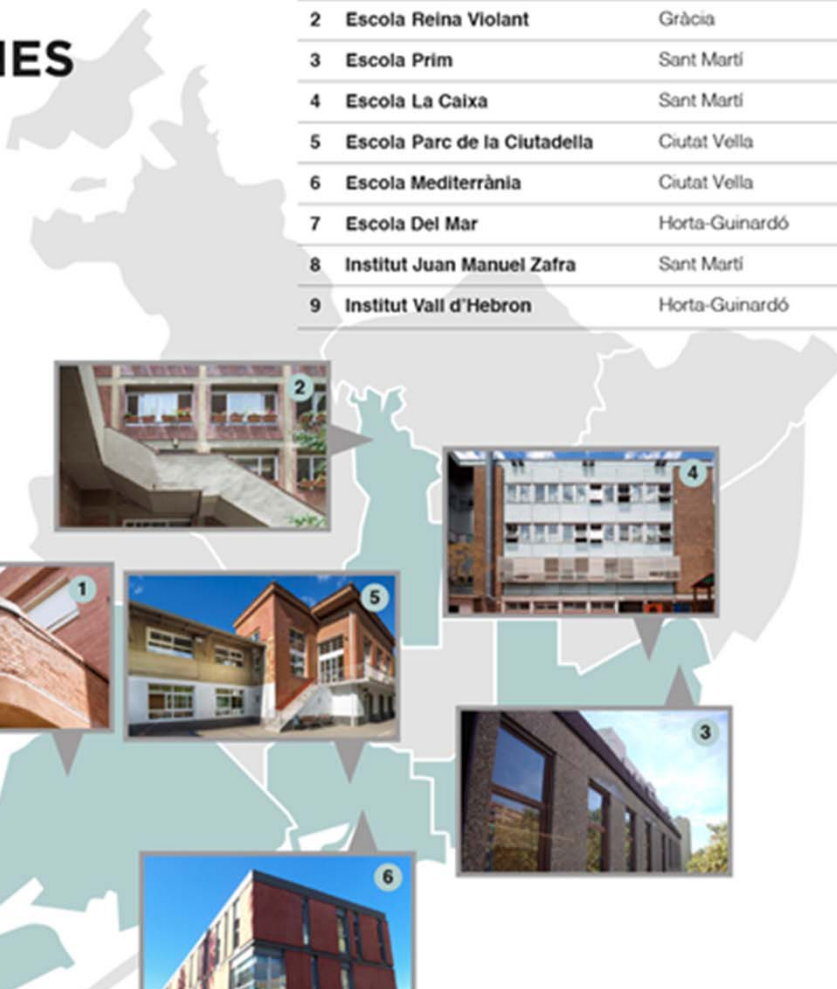 2 Escola Reina Violant Gràcia
IES
3 Escola Prim Sant Martí
4 Escola La Caixa Sant Martí
5 Escola Parc de la Ciutadella Ciutat Vella
6 Escola Mediterrània Ciutat Vella
7 Escola Del Mar Horta-Guinardó
8 Institut Juan Manuel Zafra Sant Martí
9 Institut Vall d'Hebron Horta-Guinardó
2
4
1
5
3
6